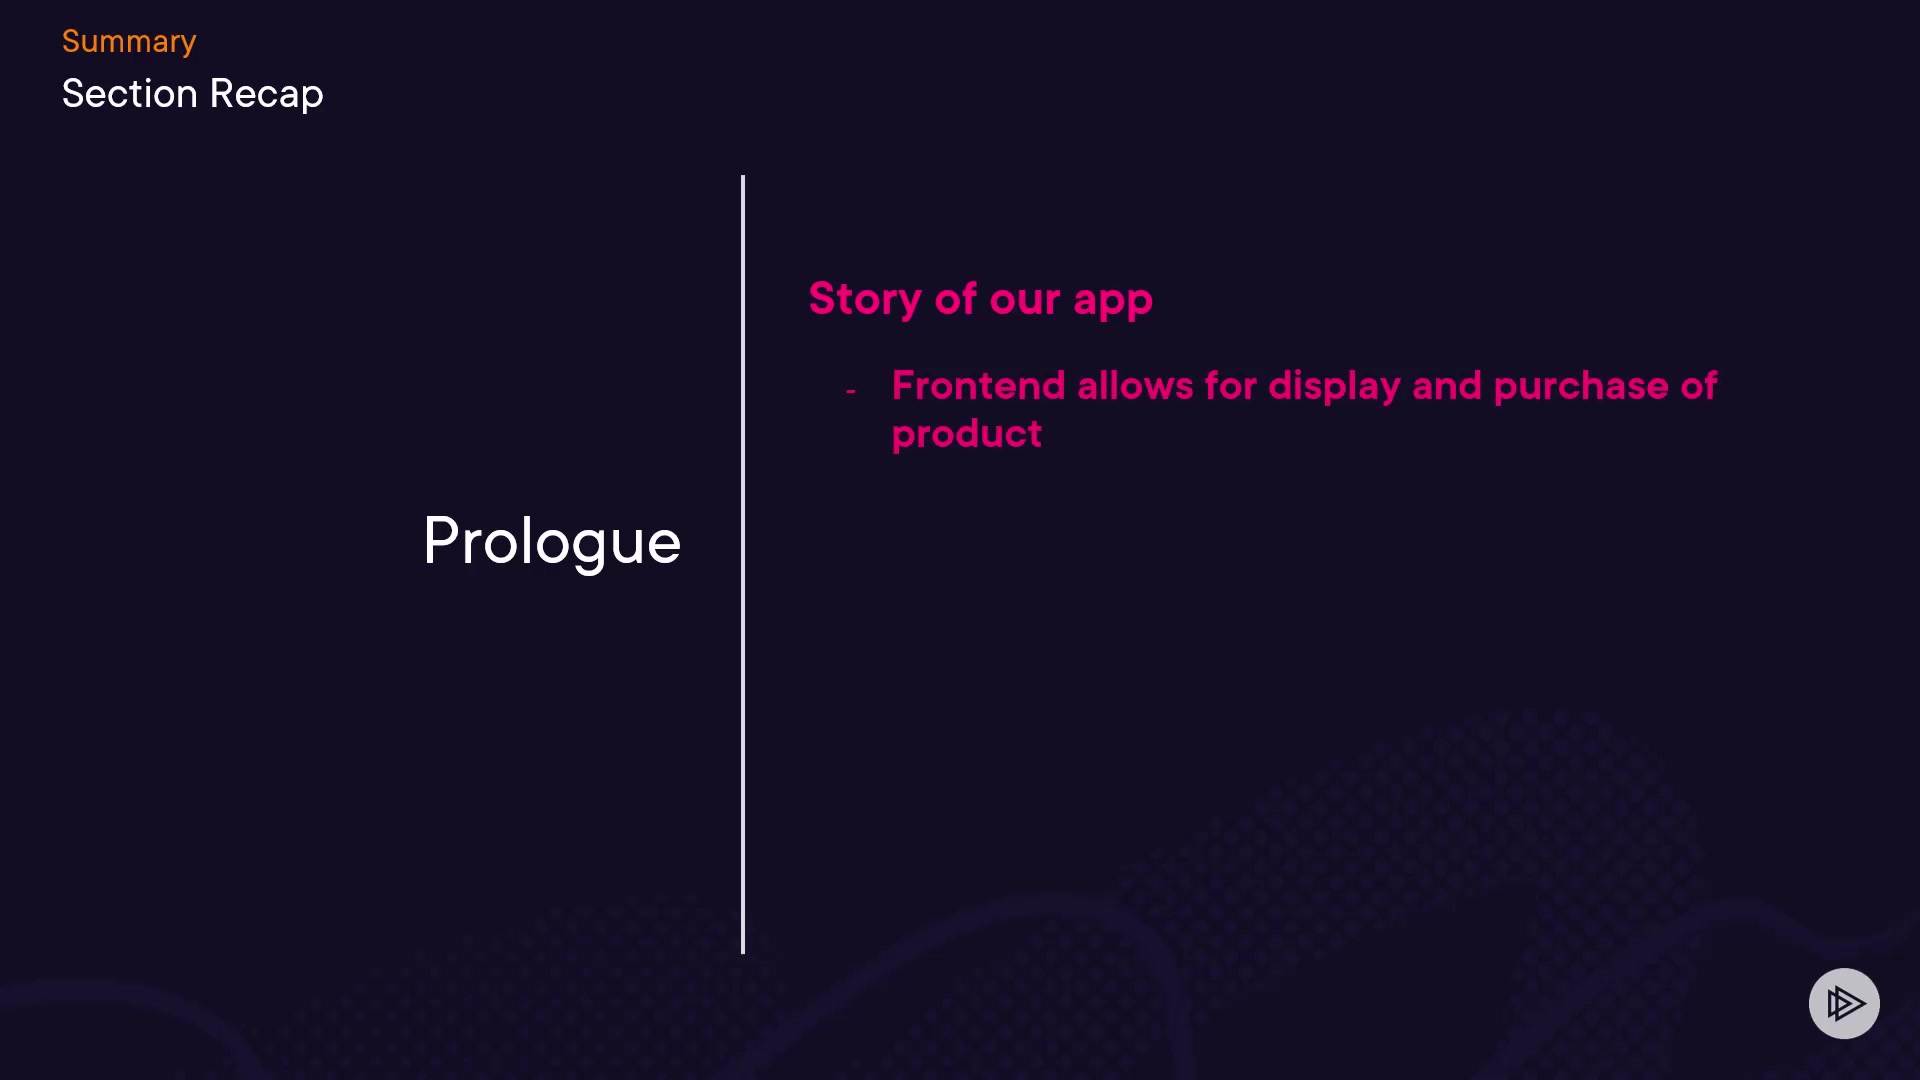 Summary
Section Recap
Prologue
Story of our app
- Frontend allows for display and purchase of
product